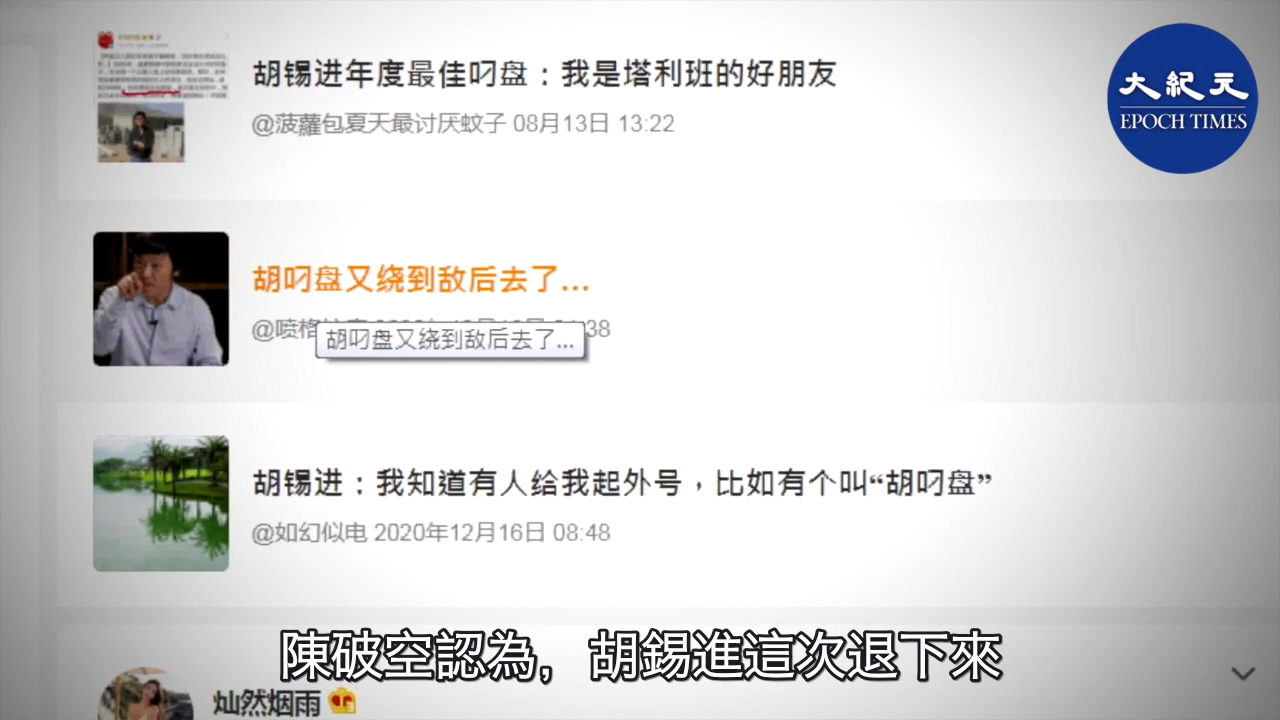 胡锡进年度最佳叼盘：我是塔利班的好朋友
@菠蘿包夏天最讨厌蚊子 08月13日 13:22
大紀元
EPOCH TIMES
胡叼盘又绕到敌后去了...
@喷 38
胡叼盘又绕到敌后去了...
胡锡进：我知道有人给我起外号，比如有个叫“胡叼盘”
@如幻似电 2020年12月16日 08:48
陳破空認為，胡錫進這次退下來
灿然烟雨